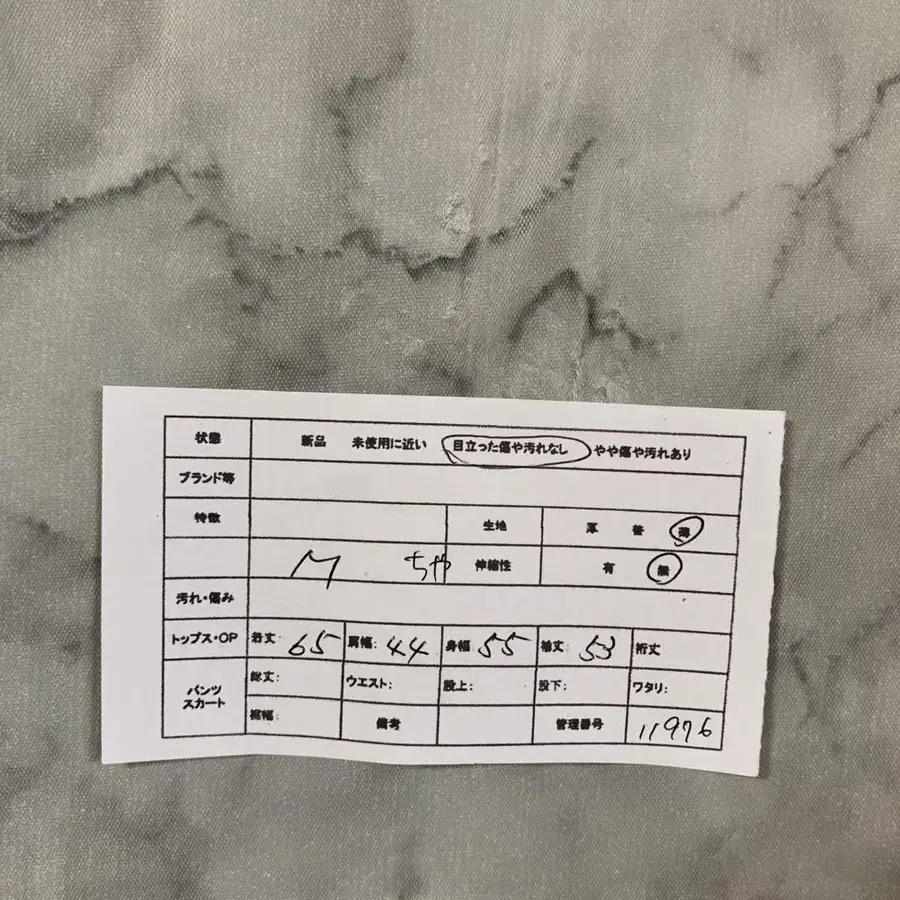 状態 新品 未使用に近い 目立った傷や汚れなし やや傷や汚れあり
ブランド等
特徴 生地 厚 普 薄
M ちゃ 伸縮性 有 無
汚れ・傷み
トップス・OP 着丈: 65 肩幅: 44 身幅: 55 袖丈: 53 裄丈
パンツ スカート 総丈: ウエスト: 股上: 股下: ワタリ:
裾幅: 備考 管理番号 11976